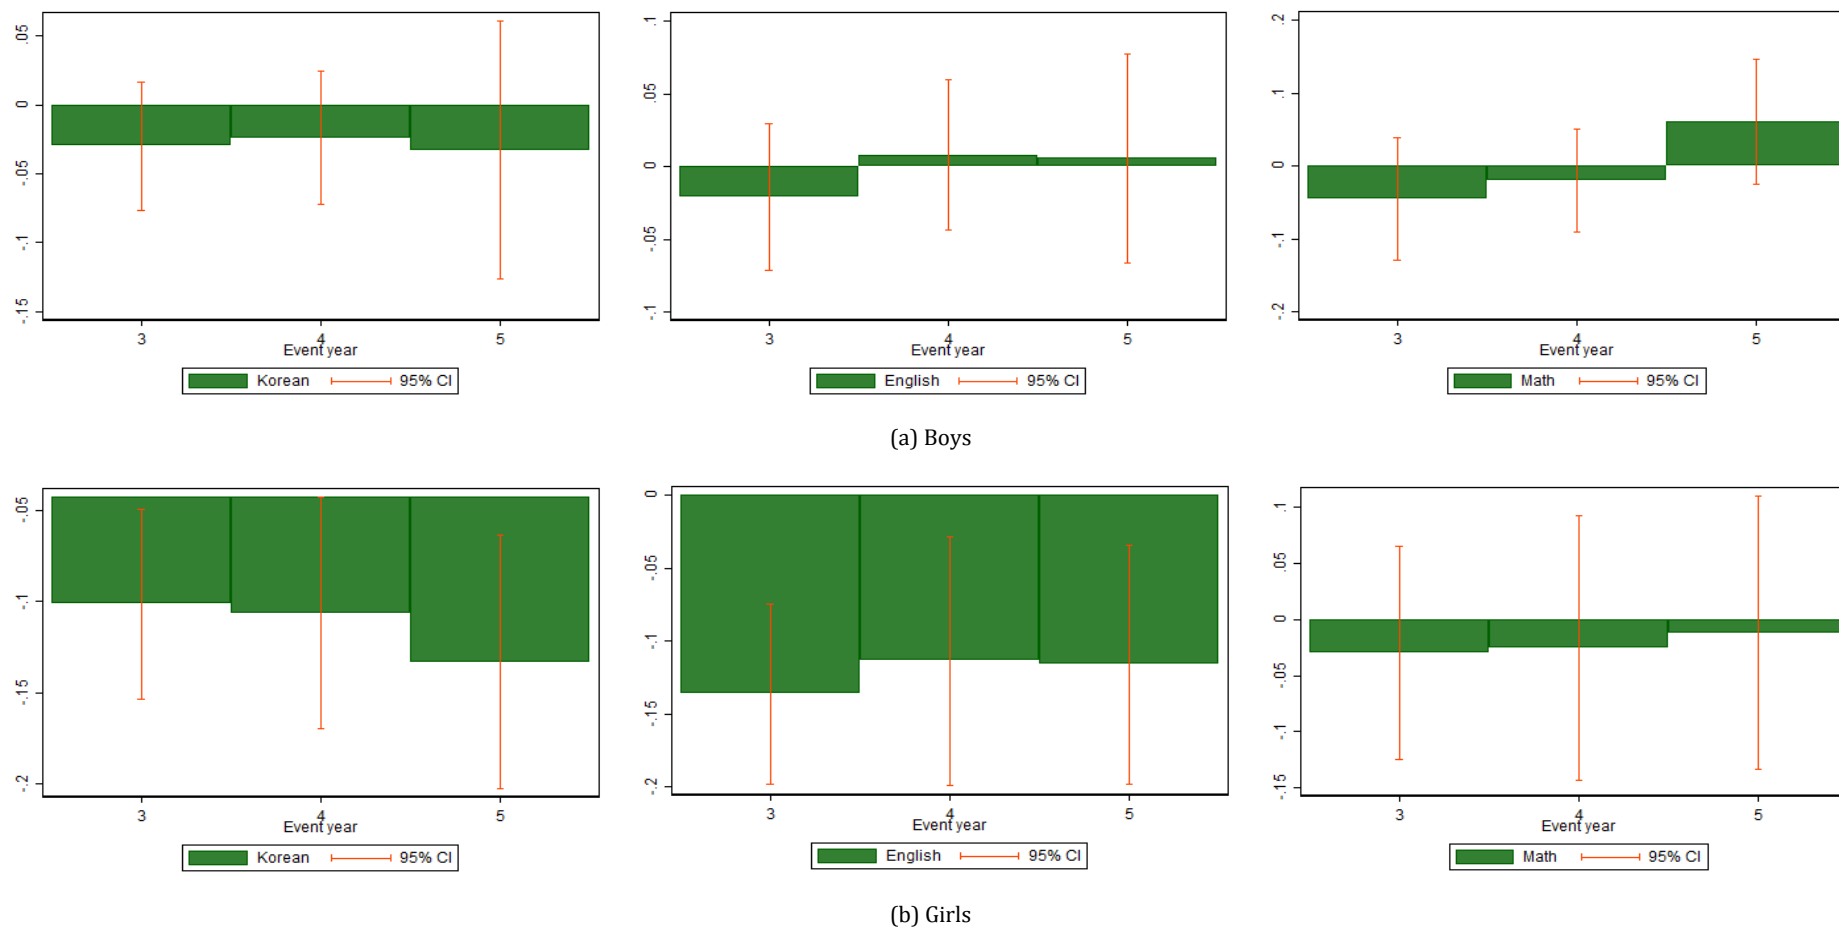 .05
0
-.05
-.1
-.15
3 4 5
Event year
Korean 95% CI
.1
.05
0
-.05
-.1
3 4 5
Event year
English 95% CI
.2
.1
0
-.1
-.2
3 4 5
Event year
Math 95% CI
(a) Boys
-.05
-.1
-.15
-.2
3 4 5
Event year
Korean 95% CI
0
-.05
-.1
-.15
-.2
3 4 5
Event year
English 95% CI
.1
.05
0
-.05
-.1
-.15
3 4 5
Event year
Math 95% CI
(b) Girls